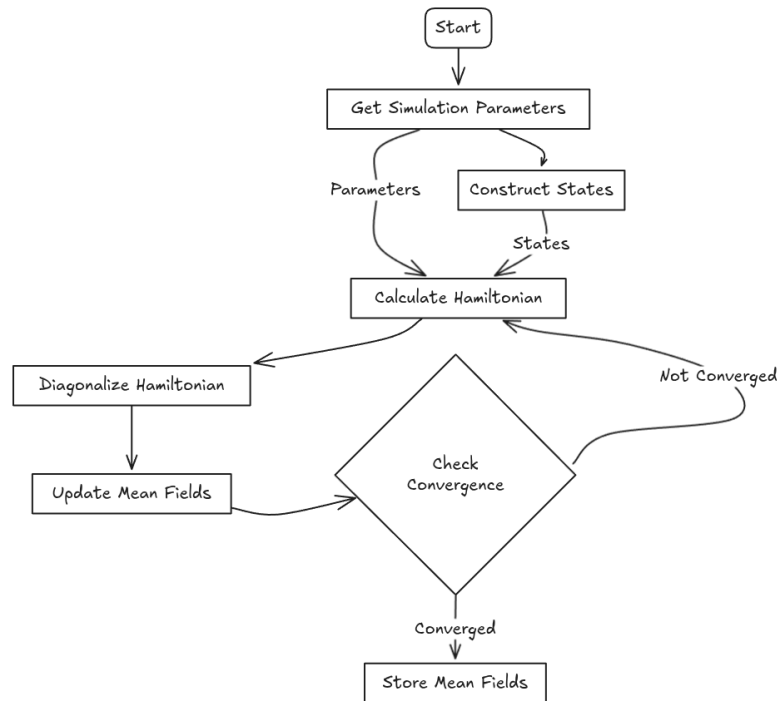 Start
Get Simulation Parameters
Parameters
Construct States
States
Calculate Hamiltonian
Diagonalize Hamiltonian
Not Converged
Check
Convergence
Update Mean Fields
Converged
Store Mean Fields